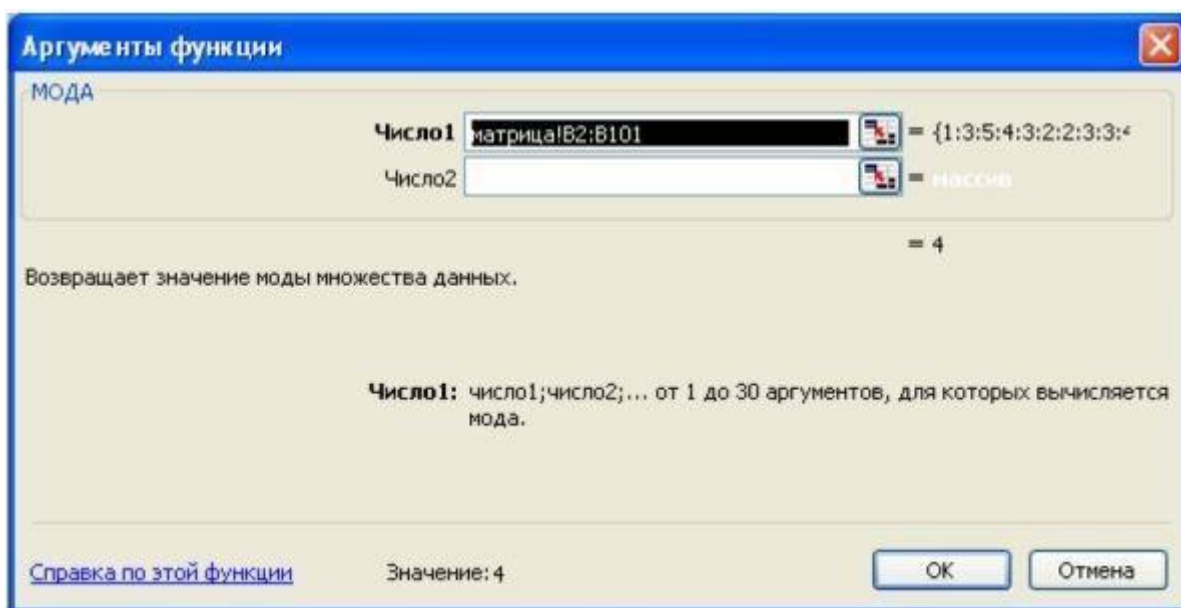 Аргументы функции
МОДА
Число1 матрица!B2:B101 = {1:3:5:4:3:2:2:3:3:4
Число2 = массив
= 4
Возвращает значение моды множества данных.
Число1: число1;число2;... от 1 до 30 аргументов, для которых вычисляется
мода.
Справка по этой функции Значение:4 OK Отмена